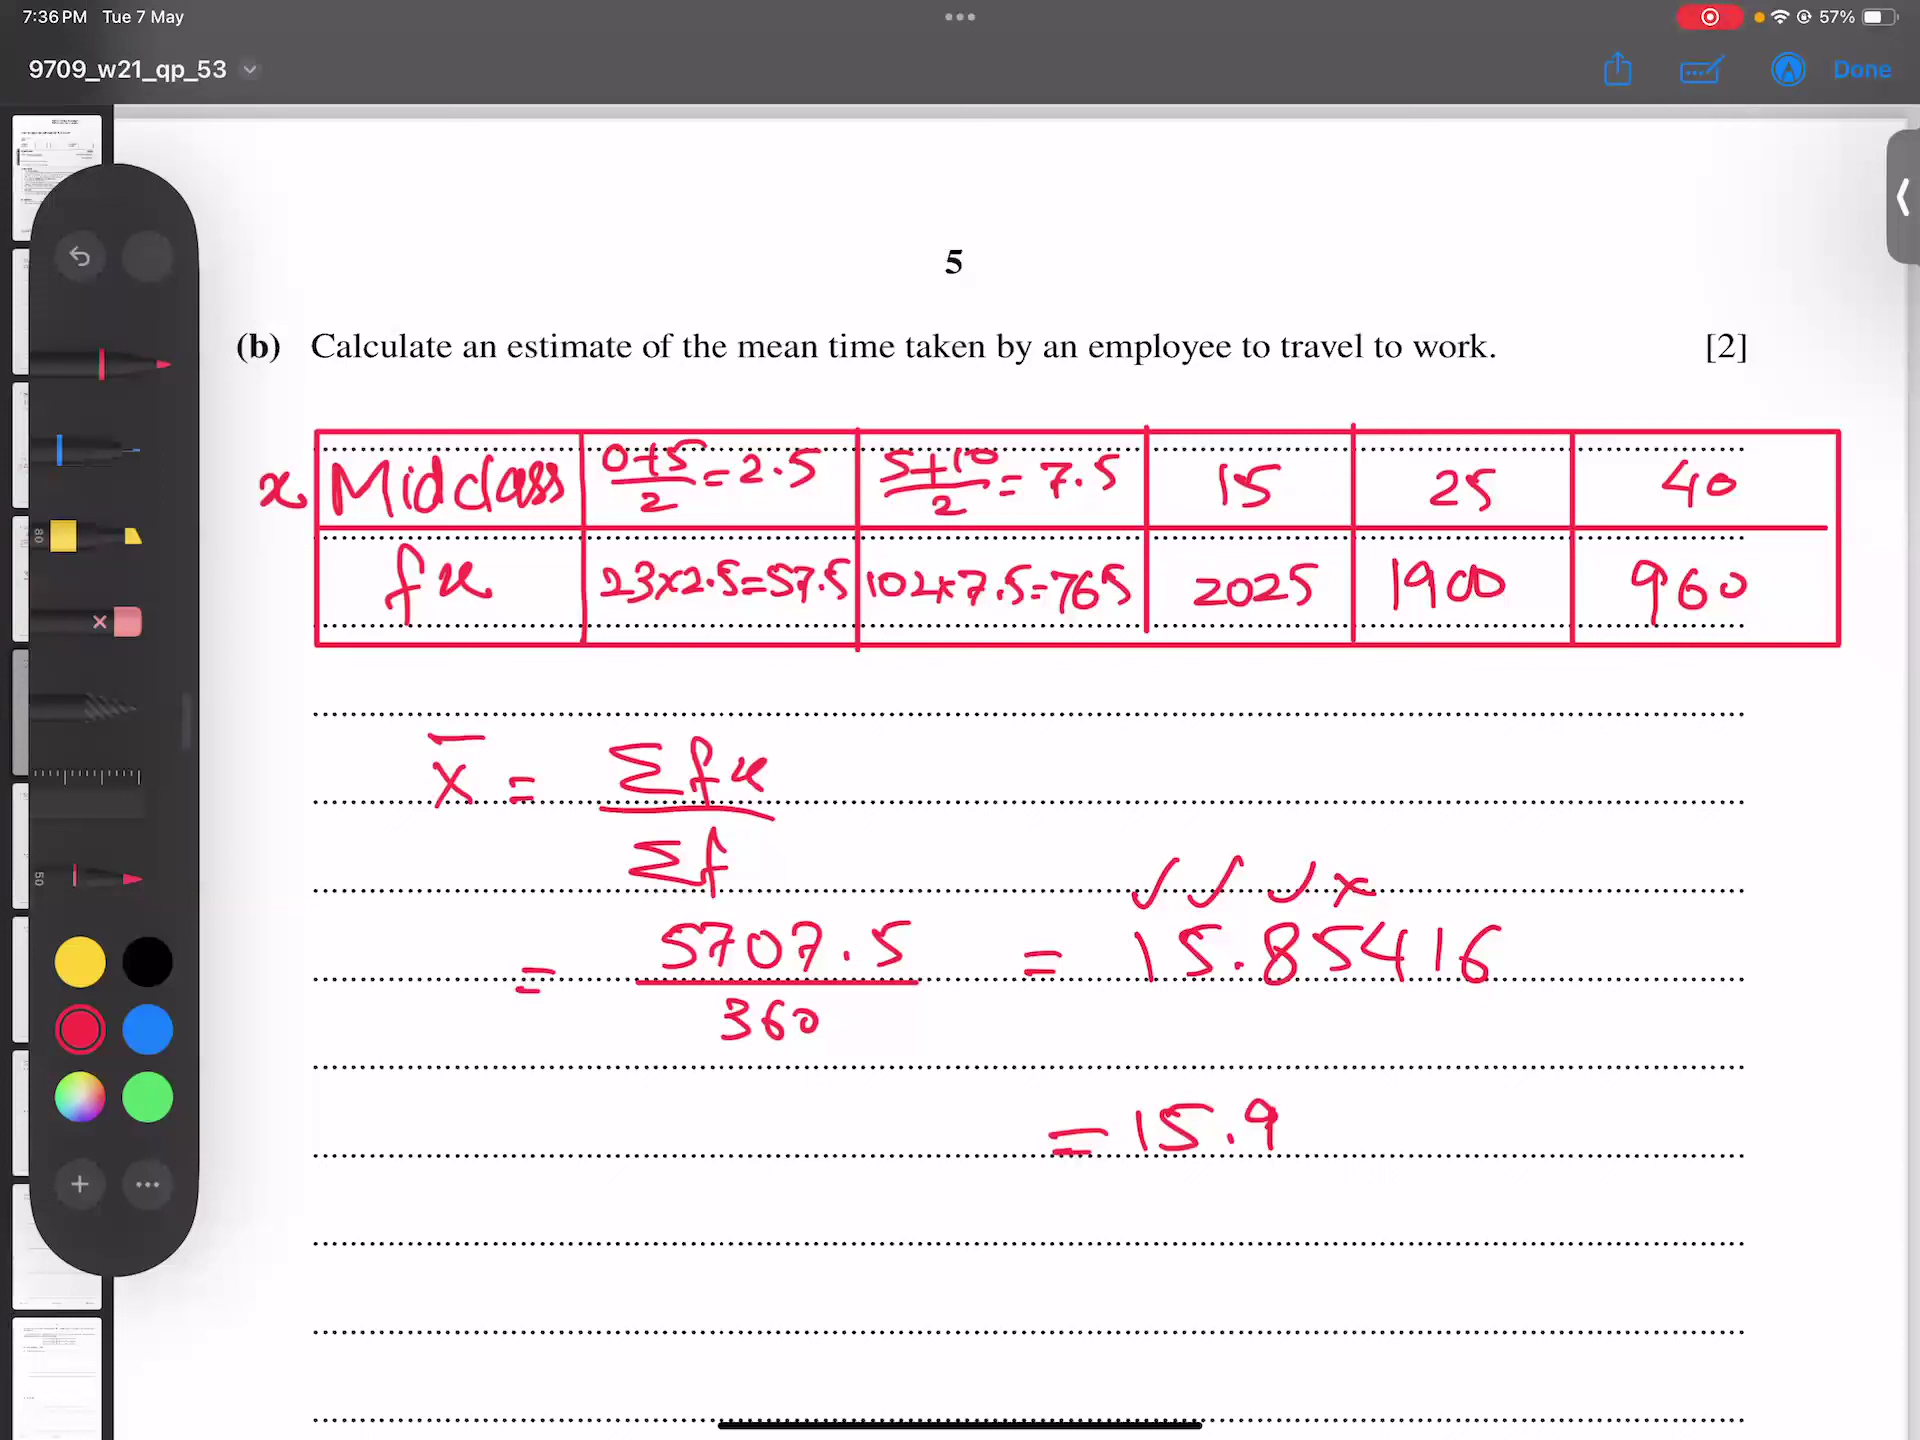 7:36 PM Tue 7 May
57%
9709_w21_qp_53
Done
5
(b) Calculate an estimate of the mean time taken by an employee to travel to work. [2]
x Midclass 0+5/2 = 2.5 5+10/2 = 7.5 15 25 40
fx 23×2.5=57.5 102×7.5=765 2025 1900 960
x̄ = Σfx/Σf
✓ ✓ ✓ ×
= 5707.5/360 = 15.85416
= 15.9
80
50